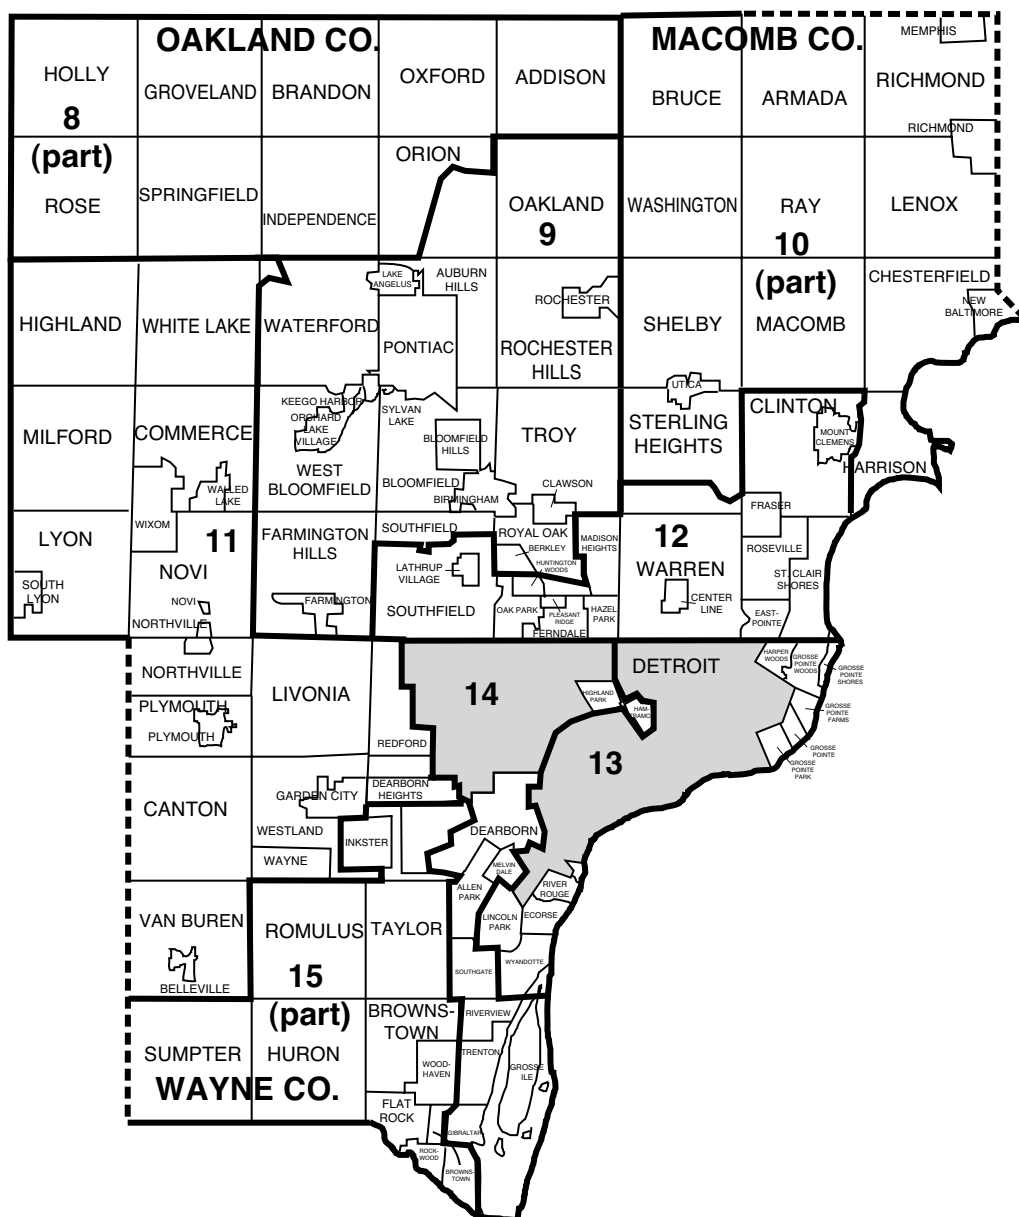 OAKLAND CO.
MACOMB CO.
MEMPHIS
HOLLY
GROVELAND
BRANDON
OXFORD
ADDISON
BRUCE
ARMADA
RICHMOND
8
(part)
RICHMOND
ORION
ROSE
SPRINGFIELD
INDEPENDENCE
OAKLAND
9
WASHINGTON
RAY
10
(part)
LENOX
CHESTERFIELD
NEW
BALTIMORE
LAKE
ANGELUS
AUBURN
HILLS
ROCHESTER
HIGHLAND
WHITE LAKE
WATERFORD
PONTIAC
ROCHESTER
HILLS
SHELBY
MACOMB
UTICA
KEEGO HARBOR
ORCHARD
LAKE
VILLAGE
SYLVAN
LAKE
MILFORD
COMMERCE
BLOOMFIELD
HILLS
TROY
STERLING
HEIGHTS
CLINTON
MOUNT
CLEMENS
HARRISON
WEST
BLOOMFIELD
BLOOMFIELD
BIRMINGHAM
CLAWSON
WALLED
LAKE
WIXOM
FRASER
LYON
11
NOVI
FARMINGTON
HILLS
SOUTHFIELD
ROYAL OAK
MADISON
HEIGHTS
12
WARREN
ROSEVILLE
BERKLEY
HUNTINGTON
WOODS
LATHRUP
VILLAGE
ST. CLAIR
SHORES
SOUTH
LYON
NOVI
NORTHVILLE
FARMINGTON
SOUTHFIELD
OAK PARK
PLEASANT
RIDGE
FERNDALE
HAZEL
PARK
CENTER
LINE
EAST-
POINTE
NORTHVILLE
LIVONIA
14
DETROIT
HARPER
WOODS
GROSSE
POINTE
WOODS
GROSSE
POINTE
SHORES
HIGHLAND
PARK
HAM-
TRAMCK
PLYMOUTH
PLYMOUTH
REDFORD
GROSSE
POINTE
FARMS
GROSSE
POINTE
GROSSE
POINTE
PARK
13
CANTON
GARDEN CITY
DEARBORN
HEIGHTS
WESTLAND
INKSTER
DEARBORN
WAYNE
MELVIN
DALE
ALLEN
PARK
RIVER
ROUGE
VAN BUREN
ROMULUS
TAYLOR
LINCOLN
PARK
ECORSE
BELLEVILLE
15
(part)
SOUTHGATE
WYANDOTTE
BROWNS-
TOWN
RIVERVIEW
SUMPTER
HURON
WAYNE CO.
WOOD-
HAVEN
TRENTON
GROSSE
ILE
FLAT
ROCK
GIBRALTAR
ROCK-
WOOD
BROWNS-
TOWN